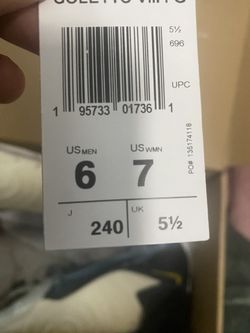 5½
696
UPC
1 95733 01736 1
PO# 135174118
US MEN 6
US WMN 7
J 240
UK 5½